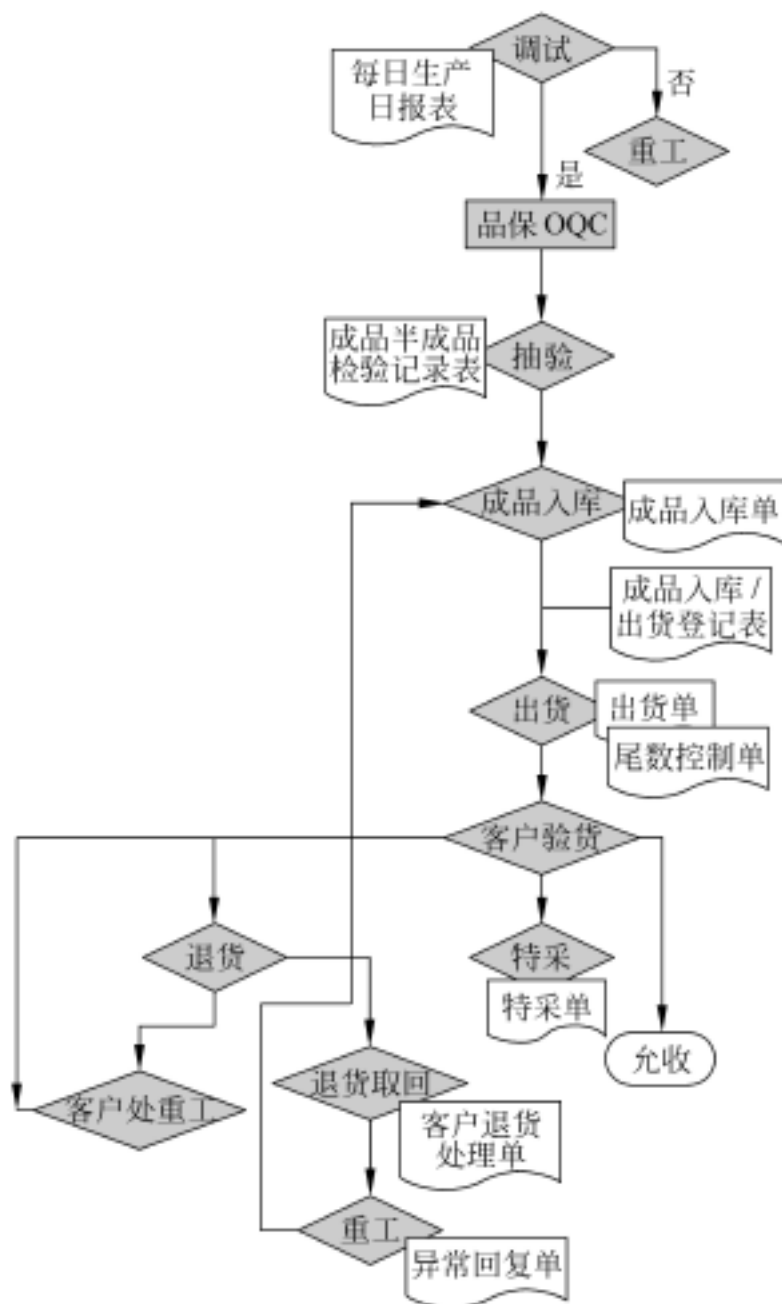 调试
每日生产
日报表
否
重工
是
品保 OQC
成品半成品
检验记录表
抽验
成品入库
成品入库单
成品入库 /
出货登记表
出货
出货单
尾数控制单
客户验货
退货
特采
特采单
允收
退货取回
客户处重工
客户退货
处理单
重工
异常回复单